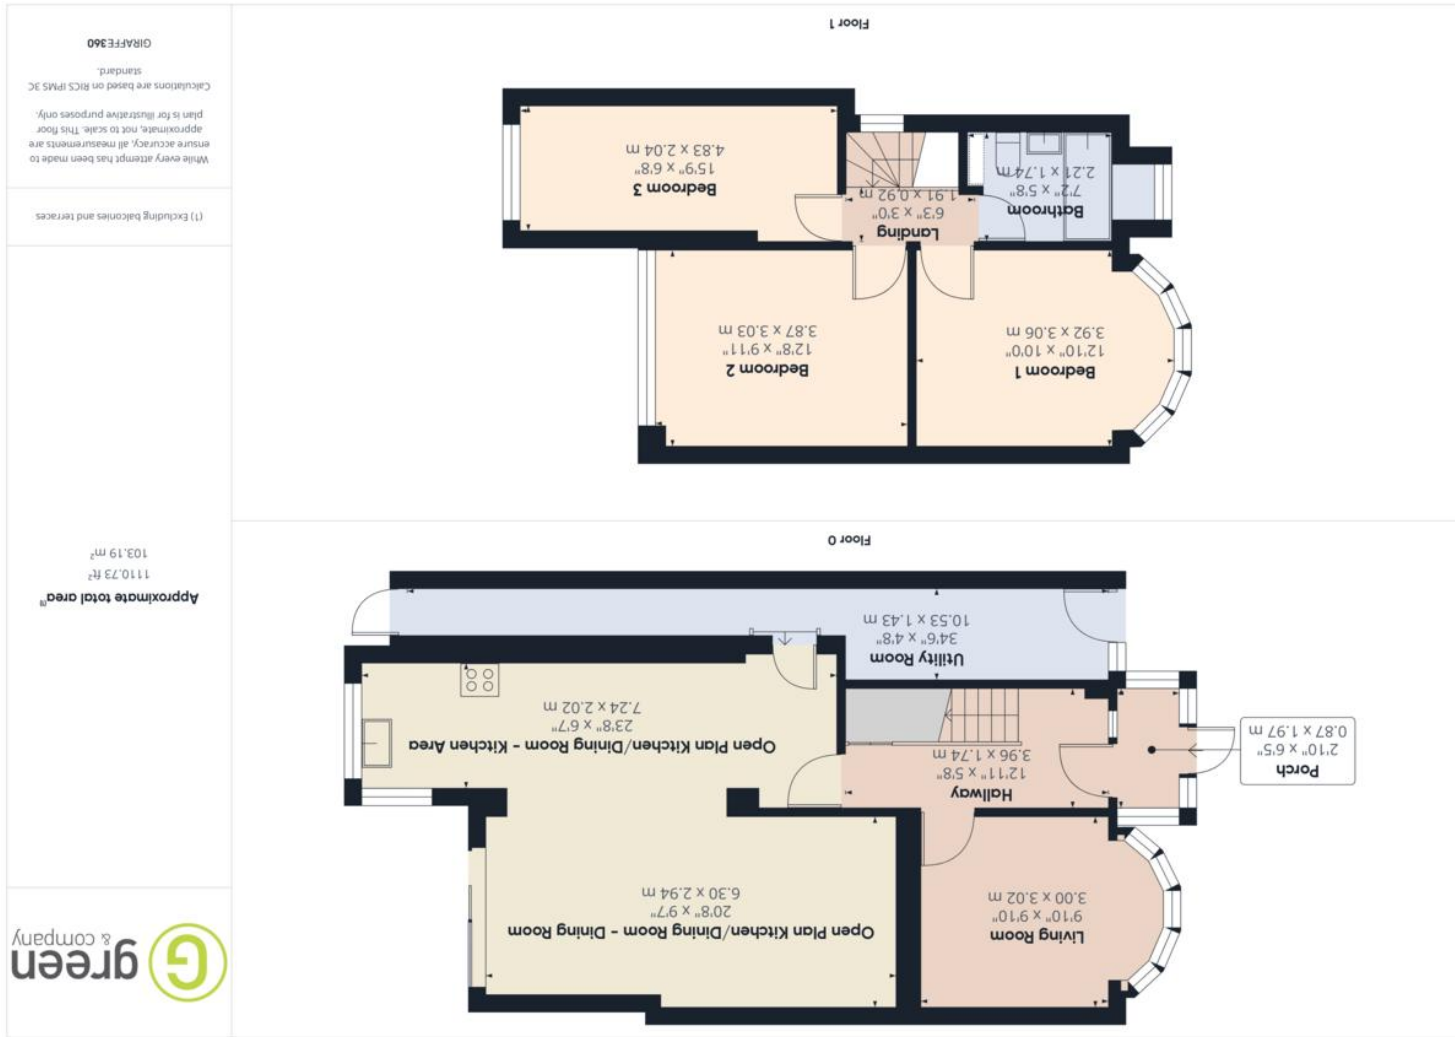 Living Room
9'10" x 9'10"
3.00 x 3.02 m
Open Plan Kitchen/Dining Room - Dining Room
20'8" x 9'7"
6.30 x 2.94 m
Porch
2'10" x 6'5"
0.87 x 1.97 m
Hallway
12'11" x 5'8"
3.96 x 1.74 m
Open Plan Kitchen/Dining Room - Kitchen Area
23'8" x 6'7"
7.24 x 2.02 m
Utility Room
34'6" x 4'8"
10.53 x 1.43 m
Floor 0
Bedroom 1
12'10" x 10'0"
3.92 x 3.06 m
Bedroom 2
12'8" x 9'11"
3.87 x 3.03 m
Landing
6'3" x 3'0"
1.91 x 0.92 m
Bathroom
7'2" x 5'8"
2.21 x 1.74 m
Bedroom 3
15'9" x 6'8"
4.83 x 2.04 m
Floor 1
G green
& company
Approximate total area(1)
1110.73 ft²
103.19 m²
(1) Excluding balconies and terraces
While every attempt has been made to
ensure accuracy, all measurements are
approximate, not to scale. This floor
plan is for illustrative purposes only.
Calculations are based on RICS IPMS 3C
standard.
GIRAFFE360